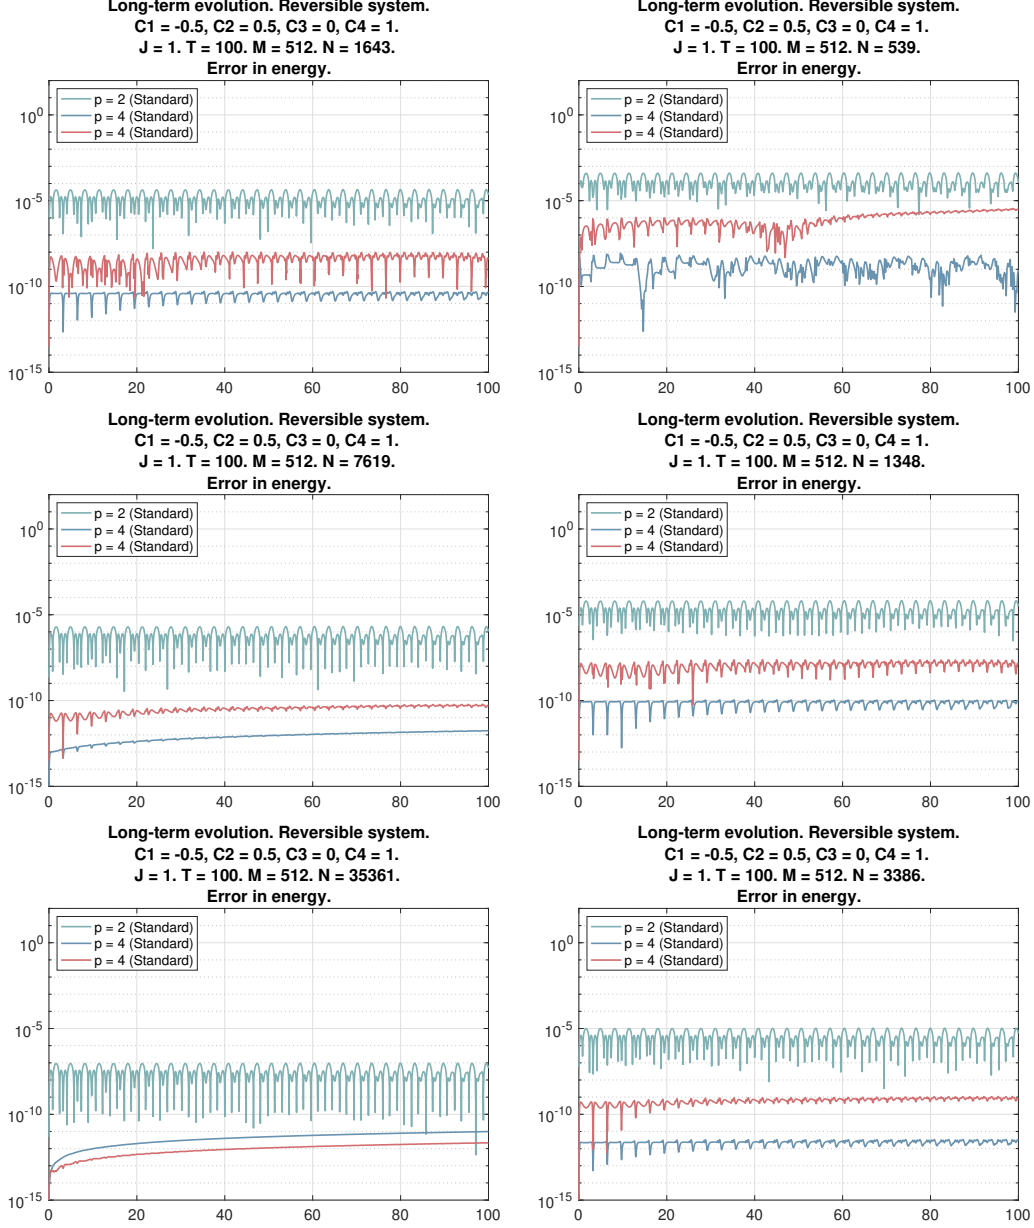 Long-term evolution. Reversible system.
C1 = -0.5, C2 = 0.5, C3 = 0, C4 = 1.
J = 1. T = 100. M = 512. N = 1643.
Error in energy.
p = 2 (Standard)
p = 4 (Standard)
p = 4 (Standard)
10^0
10^-5
10^-10
10^-15
0 20 40 60 80 100
Long-term evolution. Reversible system.
C1 = -0.5, C2 = 0.5, C3 = 0, C4 = 1.
J = 1. T = 100. M = 512. N = 539.
Error in energy.
p = 2 (Standard)
p = 4 (Standard)
p = 4 (Standard)
10^0
10^-5
10^-10
10^-15
0 20 40 60 80 100
Long-term evolution. Reversible system.
C1 = -0.5, C2 = 0.5, C3 = 0, C4 = 1.
J = 1. T = 100. M = 512. N = 7619.
Error in energy.
p = 2 (Standard)
p = 4 (Standard)
p = 4 (Standard)
10^0
10^-5
10^-10
10^-15
0 20 40 60 80 100
Long-term evolution. Reversible system.
C1 = -0.5, C2 = 0.5, C3 = 0, C4 = 1.
J = 1. T = 100. M = 512. N = 1348.
Error in energy.
p = 2 (Standard)
p = 4 (Standard)
p = 4 (Standard)
10^0
10^-5
10^-10
10^-15
0 20 40 60 80 100
Long-term evolution. Reversible system.
C1 = -0.5, C2 = 0.5, C3 = 0, C4 = 1.
J = 1. T = 100. M = 512. N = 35361.
Error in energy.
p = 2 (Standard)
p = 4 (Standard)
p = 4 (Standard)
10^0
10^-5
10^-10
10^-15
0 20 40 60 80 100
Long-term evolution. Reversible system.
C1 = -0.5, C2 = 0.5, C3 = 0, C4 = 1.
J = 1. T = 100. M = 512. N = 3386.
Error in energy.
p = 2 (Standard)
p = 4 (Standard)
p = 4 (Standard)
10^0
10^-5
10^-10
10^-15
0 20 40 60 80 100